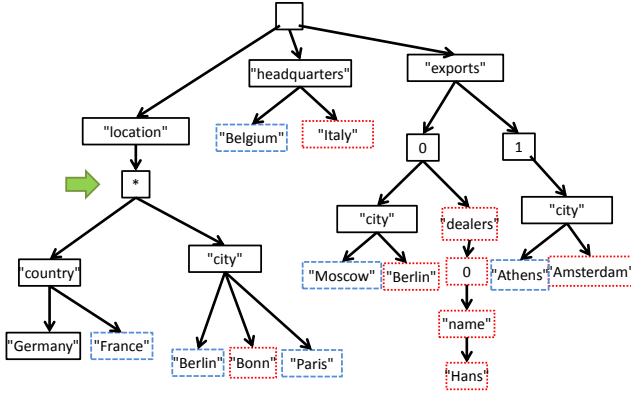 "headquarters"
"exports"
"location"
"Belgium"
"Italy"
0
1
*
"city"
"dealers"
"city"
"country"
"city"
"Moscow"
"Berlin"
0
"Athens"
"Amsterdam"
"name"
"Germany"
"France"
"Berlin"
"Bonn"
"Paris"
"Hans"